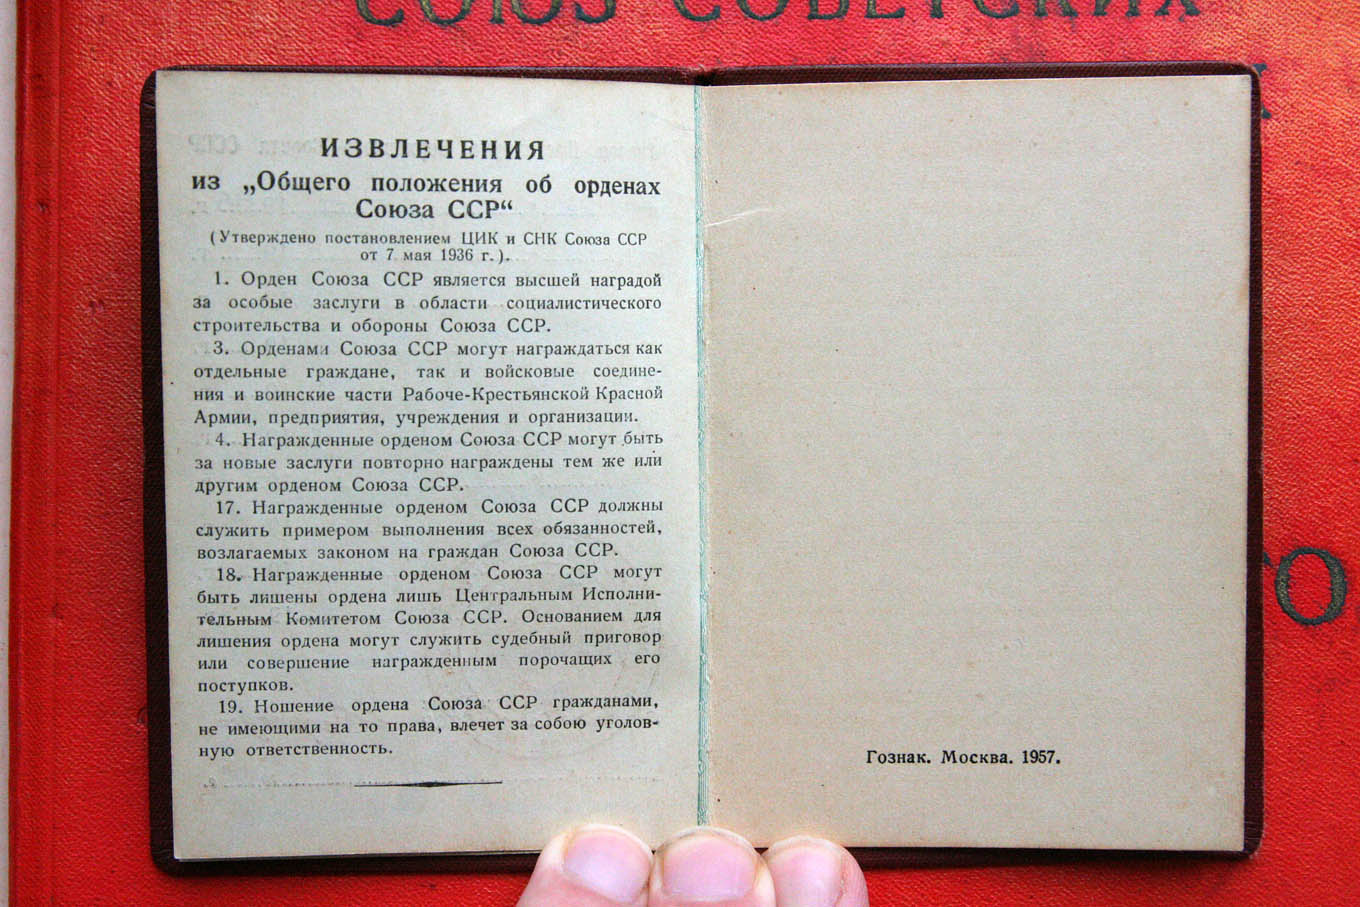 СОЮЗ СОВЕТСКИХ
ИЗВЛЕЧЕНИЯ
из „Общего положения об орденах
Союза ССР“
(Утверждено постановлением ЦИК и СНК Союза ССР
от 7 мая 1936 г.).
1. Орден Союза ССР является высшей наградой
за особые заслуги в области социалистического
строительства и обороны Союза ССР.
3. Орденами Союза ССР могут награждаться как
отдельные граждане, так и войсковые соедине-
ния и воинские части Рабоче-Крестьянской Красной
Армии, предприятия, учреждения и организации.
4. Награжденные орденом Союза ССР могут быть
за новые заслуги повторно награждены тем же или
другим орденом Союза ССР.
17. Награжденные орденом Союза ССР должны
служить примером выполнения всех обязанностей,
возлагаемых законом на граждан Союза ССР.
18. Награжденные орденом Союза ССР могут
быть лишены ордена лишь Центральным Исполни-
тельным Комитетом Союза ССР. Основанием для
лишения ордена могут служить судебный приговор
или совершение награжденным порочащих его
поступков.
19. Ношение ордена Союза ССР гражданами,
не имеющими на то права, влечет за собою уголов-
ную ответственность.
Гознак. Москва. 1957.